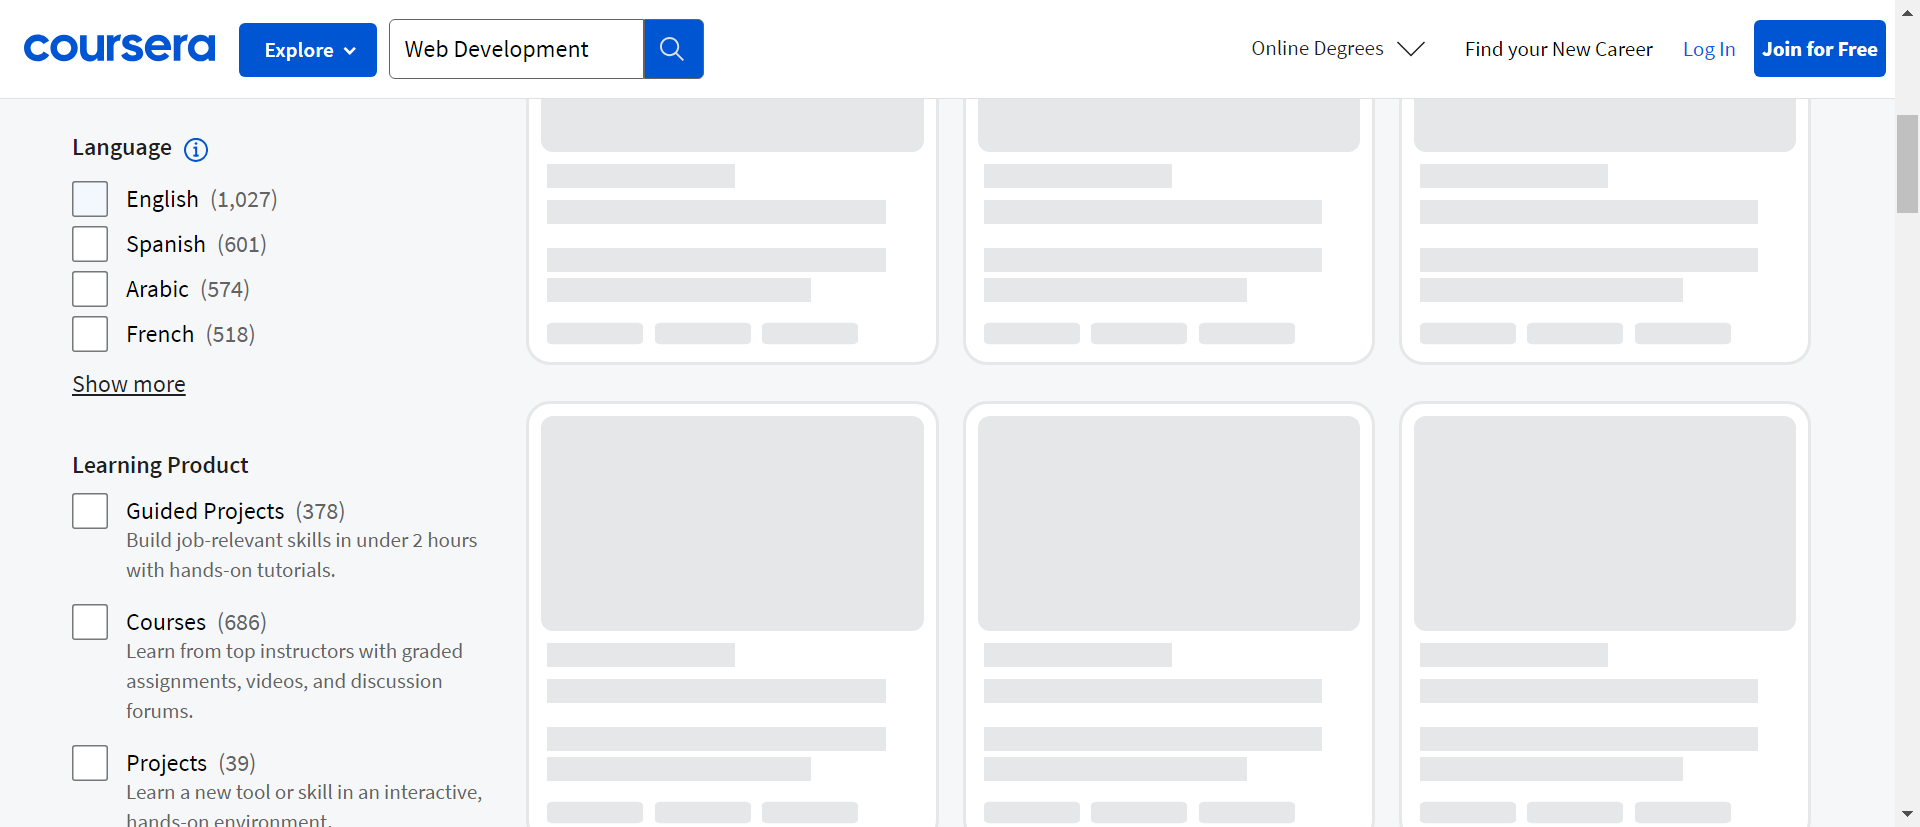 coursera
Explore
Web Development
Online Degrees
Find your New Career
Log In
Join for Free
Language
English (1,027)
Spanish (601)
Arabic (574)
French (518)
Show more
Learning Product
Guided Projects (378)
Build job-relevant skills in under 2 hours
with hands-on tutorials.
Courses (686)
Learn from top instructors with graded
assignments, videos, and discussion
forums.
Projects (39)
Learn a new tool or skill in an interactive,
hands-on environment.